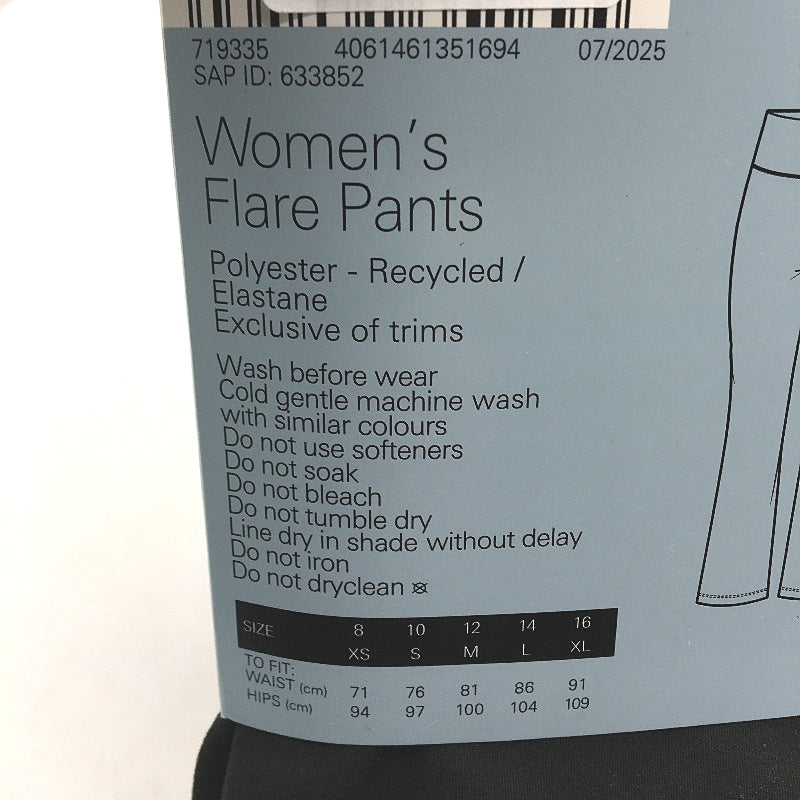 719335 4061461351694 07/2025
SAP ID: 633852
Women's
Flare Pants
Polyester - Recycled /
Elastane
Exclusive of trims
Wash before wear
Cold gentle machine wash
with similar colours
Do not use softeners
Do not soak
Do not bleach
Do not tumble dry
Line dry in shade without delay
Do not iron
Do not dryclean
SIZE 8 10 12 14 16
XS S M L XL
TO FIT:
WAIST (cm) 71 76 81 86 91
HIPS (cm) 94 97 100 104 109